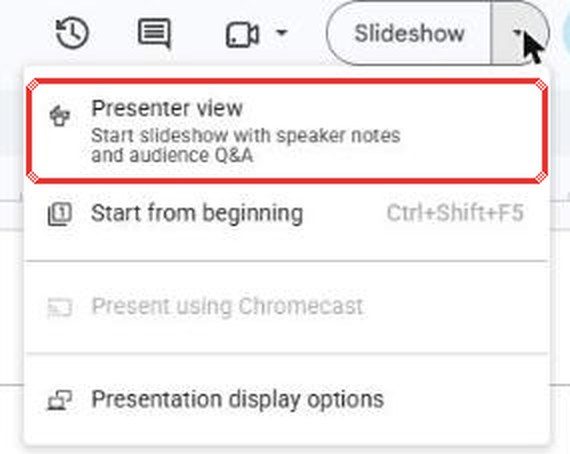 Slideshow
Presenter view
Start slideshow with speaker notes
and audience Q&A
1
Start from beginning Ctrl+Shift+F5
Present using Chromecast
Presentation display options